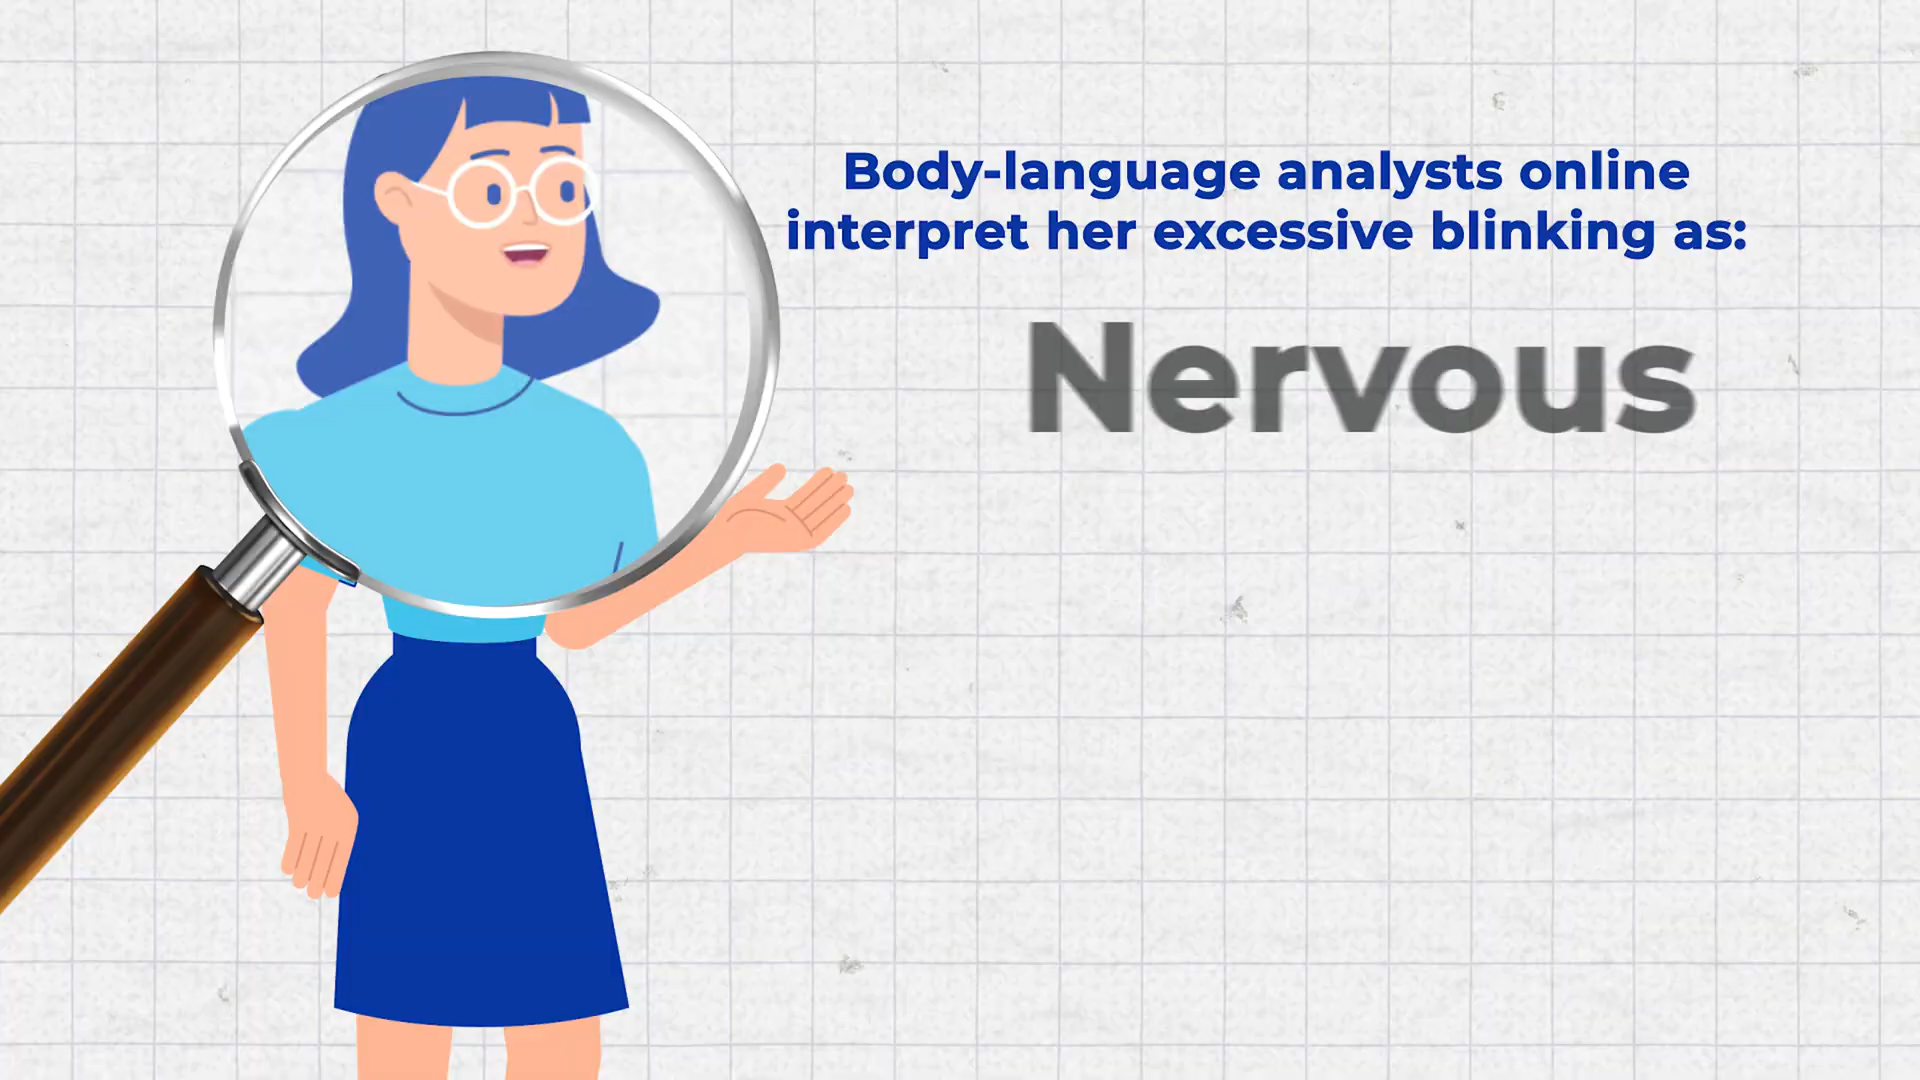 Body-language analysts online
interpret her excessive blinking as:
Nervous